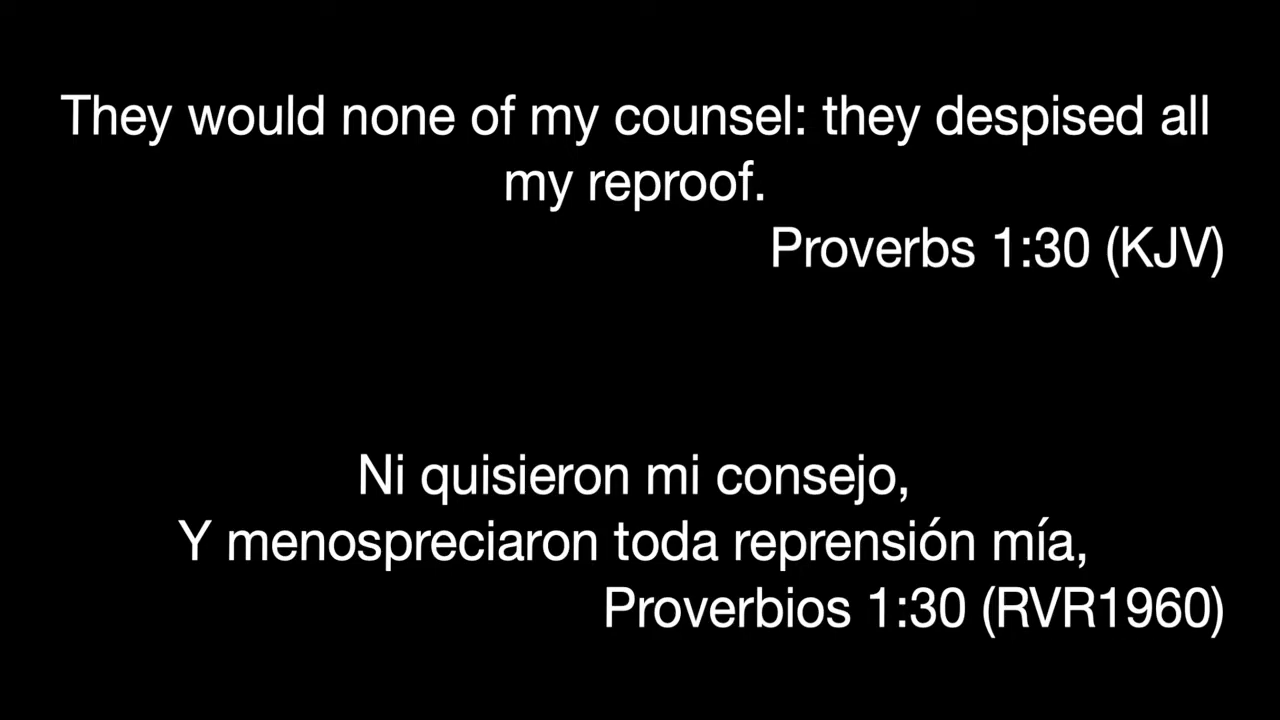 They would none of my counsel: they despised all
my reproof.
Proverbs 1:30 (KJV)
Ni quisieron mi consejo,
Y menospreciaron toda reprensión mía,
Proverbios 1:30 (RVR1960)